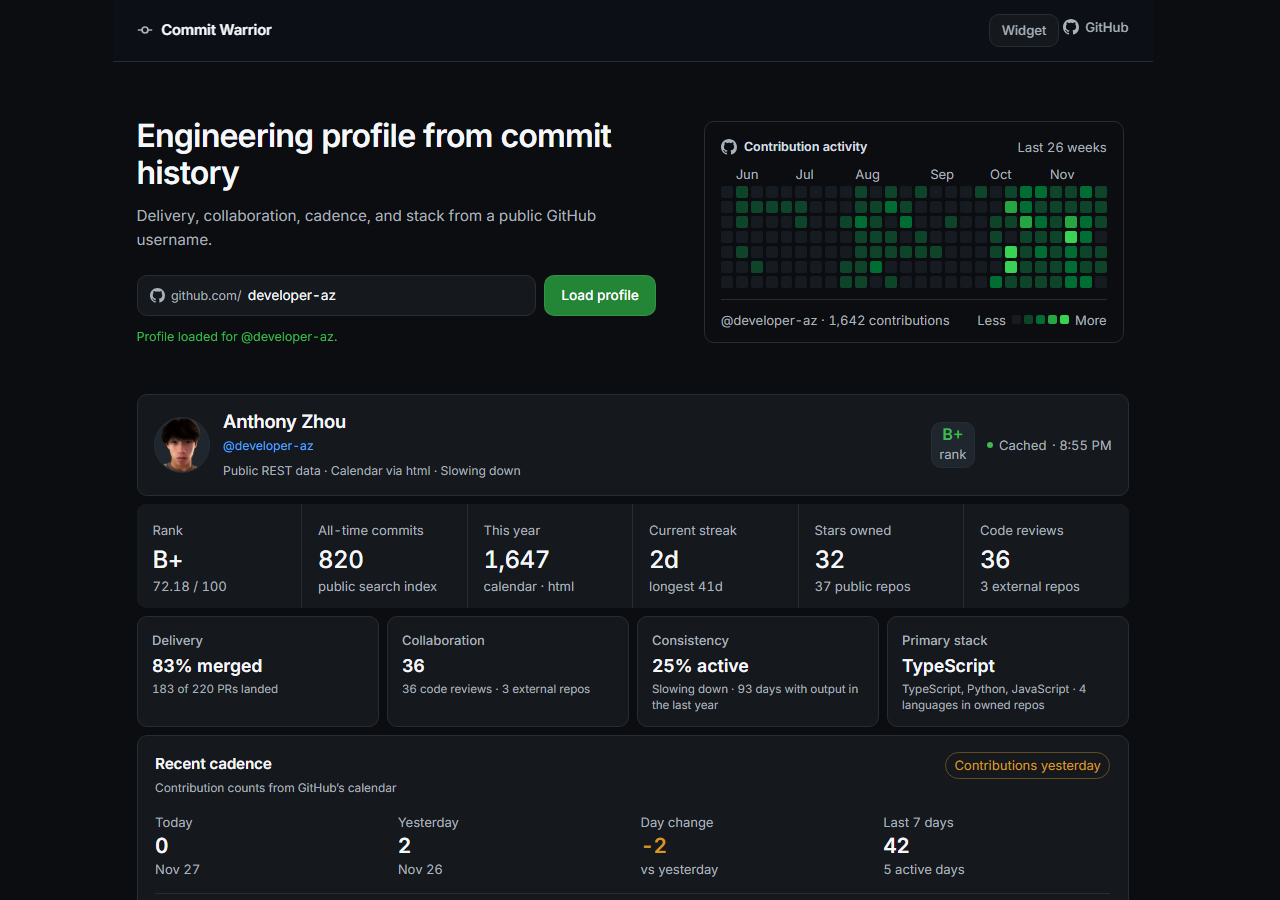 Commit Warrior
Widget
GitHub
Engineering profile from commit
history
Delivery, collaboration, cadence, and stack from a public GitHub
username.
github.com/ developer-az
Load profile
Profile loaded for @developer-az.
Contribution activity
Last 26 weeks
Jun Jul Aug Sep Oct Nov
@developer-az · 1,642 contributions
Less More
Anthony Zhou
@developer-az
Public REST data · Calendar via html · Slowing down
B+
rank
Cached · 8:55 PM
Rank
B+
72.18 / 100
All-time commits
820
public search index
This year
1,647
calendar · html
Current streak
2d
longest 41d
Stars owned
32
37 public repos
Code reviews
36
3 external repos
Delivery
83% merged
183 of 220 PRs landed
Collaboration
36
36 code reviews · 3 external repos
Consistency
25% active
Slowing down · 93 days with output in
the last year
Primary stack
TypeScript
TypeScript, Python, JavaScript · 4
languages in owned repos
Recent cadence
Contribution counts from GitHub's calendar
Contributions yesterday
Today
0
Nov 27
Yesterday
2
Nov 26
Day change
-2
vs yesterday
Last 7 days
42
5 active days